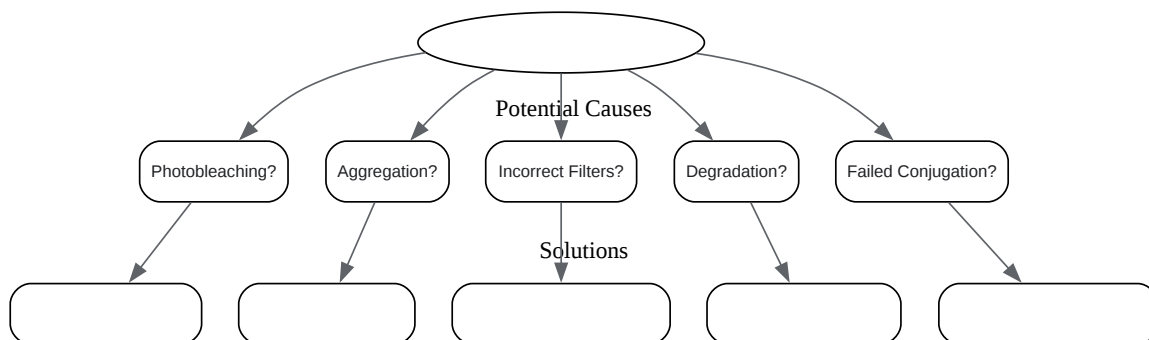 Potential Causes
Photobleaching?
Aggregation?
Incorrect Filters?
Degradation?
Failed Conjugation?
Solutions